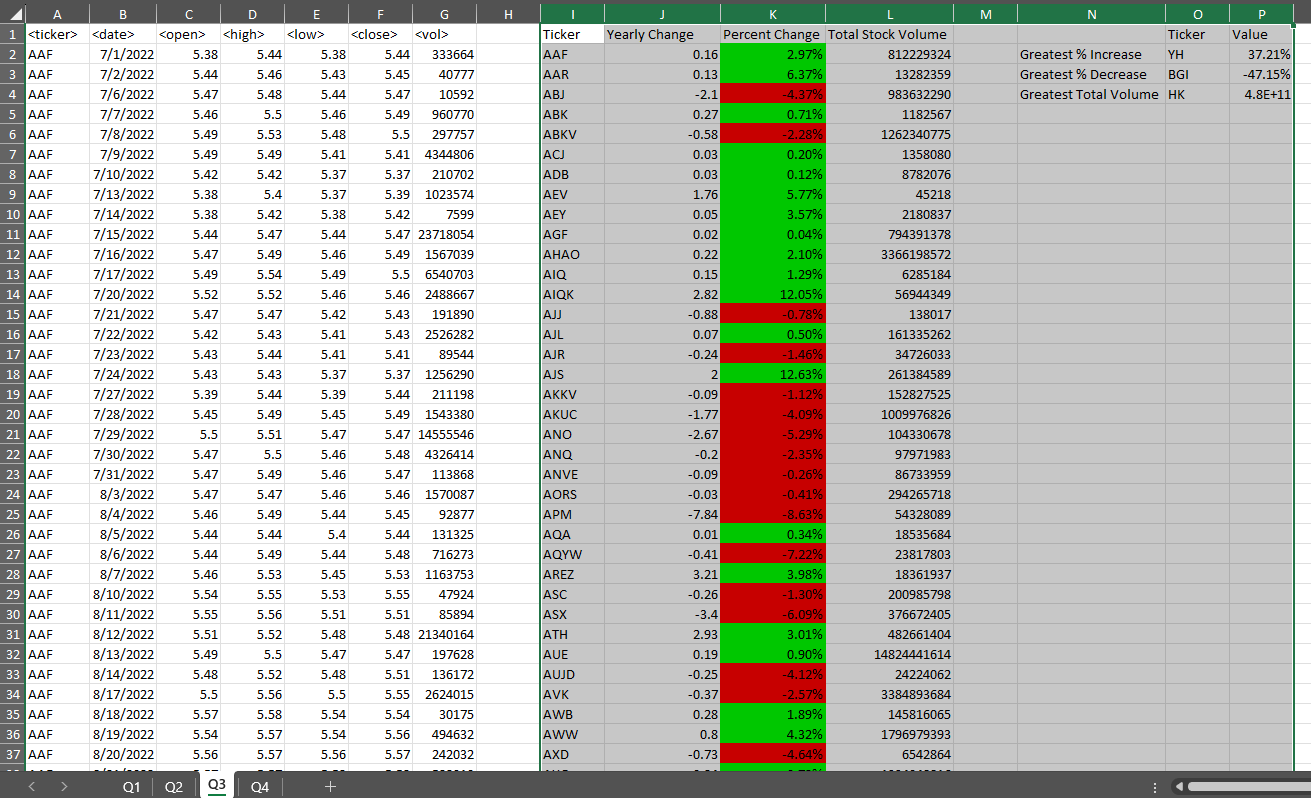 A B C D E F G H I J K L M N O P
1 <ticker> <date> <open> <high> <low> <close> <vol> Ticker Yearly Change Percent Change Total Stock Volume Ticker Value
2 AAF 7/1/2022 5.38 5.44 5.38 5.44 333664 AAF 0.16 2.97% 812229324 Greatest % Increase YH 37.21%
3 AAF 7/2/2022 5.44 5.46 5.43 5.45 40777 AAR 0.13 6.37% 13282359 Greatest % Decrease BGI -47.15%
4 AAF 7/6/2022 5.47 5.48 5.44 5.47 10592 ABJ -2.1 -4.37% 983632290 Greatest Total Volume HK 4.8E+11
5 AAF 7/7/2022 5.46 5.5 5.46 5.49 960770 ABK 0.27 0.71% 1182567
6 AAF 7/8/2022 5.49 5.53 5.48 5.5 297757 ABKV -0.58 -2.28% 1262340775
7 AAF 7/9/2022 5.49 5.49 5.41 5.41 4344806 ACJ 0.03 0.20% 1358080
8 AAF 7/10/2022 5.42 5.42 5.37 5.37 210702 ADB 0.03 0.12% 8782076
9 AAF 7/13/2022 5.38 5.4 5.37 5.39 1023574 AEV 1.76 5.77% 45218
10 AAF 7/14/2022 5.38 5.42 5.38 5.42 7599 AEY 0.05 3.57% 2180837
11 AAF 7/15/2022 5.44 5.47 5.44 5.47 23718054 AGF 0.02 0.04% 794391378
12 AAF 7/16/2022 5.47 5.49 5.46 5.49 1567039 AHAO 0.22 2.10% 3366198572
13 AAF 7/17/2022 5.49 5.54 5.49 5.5 6540703 AIQ 0.15 1.29% 6285184
14 AAF 7/20/2022 5.52 5.52 5.46 5.46 2488667 AIQK 2.82 12.05% 56944349
15 AAF 7/21/2022 5.47 5.47 5.42 5.43 191890 AJJ -0.88 -0.78% 138017
16 AAF 7/22/2022 5.42 5.43 5.41 5.43 2526282 AJL 0.07 0.50% 161335262
17 AAF 7/23/2022 5.43 5.44 5.41 5.41 89544 AJR -0.24 -1.46% 34726033
18 AAF 7/24/2022 5.43 5.43 5.37 5.37 1256290 AJS 2 12.63% 261384589
19 AAF 7/27/2022 5.39 5.44 5.39 5.44 211198 AKKV -0.09 -1.12% 152827525
20 AAF 7/28/2022 5.45 5.49 5.45 5.49 1543380 AKUC -1.77 -4.09% 1009976826
21 AAF 7/29/2022 5.5 5.51 5.47 5.47 14555546 ANO -2.67 -5.29% 104330678
22 AAF 7/30/2022 5.47 5.5 5.46 5.48 4326414 ANQ -0.2 -2.35% 97971983
23 AAF 7/31/2022 5.47 5.49 5.46 5.47 113868 ANVE -0.09 -0.26% 86733959
24 AAF 8/3/2022 5.47 5.47 5.46 5.46 1570087 AORS -0.03 -0.41% 294265718
25 AAF 8/4/2022 5.46 5.49 5.44 5.45 92877 APM -7.84 -8.63% 54328089
26 AAF 8/5/2022 5.44 5.44 5.4 5.44 131325 AQA 0.01 0.34% 18535684
27 AAF 8/6/2022 5.44 5.49 5.44 5.48 716273 AQYW -0.41 -7.22% 23817803
28 AAF 8/7/2022 5.46 5.53 5.45 5.53 1163753 AREZ 3.21 3.98% 18361937
29 AAF 8/10/2022 5.54 5.55 5.53 5.55 47924 ASC -0.26 -1.30% 200985798
30 AAF 8/11/2022 5.55 5.56 5.51 5.51 85894 ASX -3.4 -6.09% 376672405
31 AAF 8/12/2022 5.51 5.52 5.48 5.48 21340164 ATH 2.93 3.01% 482661404
32 AAF 8/13/2022 5.49 5.5 5.47 5.47 197628 AUE 0.19 0.90% 14824441614
33 AAF 8/14/2022 5.48 5.52 5.48 5.51 136172 AUJD -0.25 -4.12% 24224062
34 AAF 8/17/2022 5.5 5.56 5.5 5.55 2624015 AVK -0.37 -2.57% 3384893684
35 AAF 8/18/2022 5.57 5.58 5.54 5.54 30175 AWB 0.28 1.89% 145816065
36 AAF 8/19/2022 5.54 5.57 5.54 5.56 494632 AWW 0.8 4.32% 1796979393
37 AAF 8/20/2022 5.56 5.57 5.56 5.57 242032 AXD -0.73 -4.64% 6542864
Q1 Q2 Q3 Q4